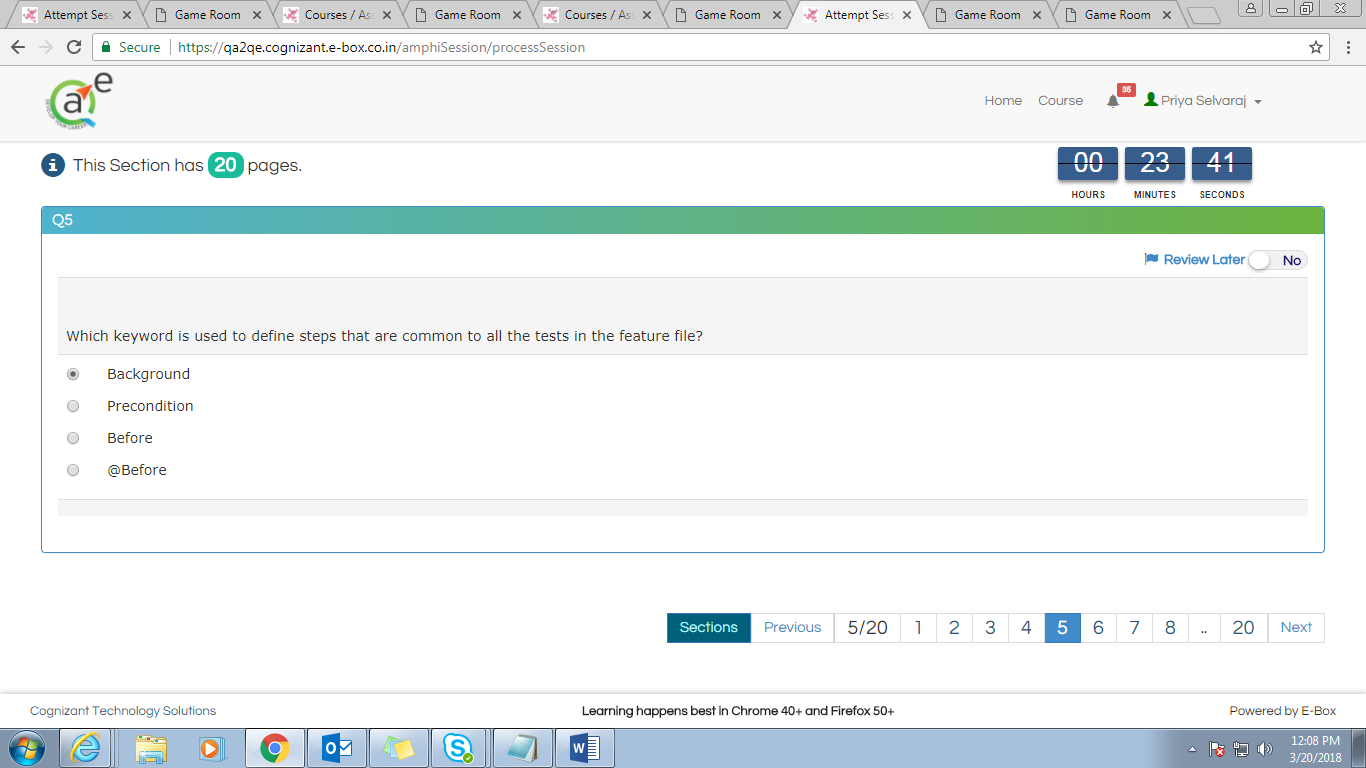 Attempt Sess
Game Room
Courses / As
Game Room
Courses / As
Game Room
Attempt Sess
Game Room
Game Room
Secure
https://qa2qe.cognizant.e-box.co.in/amphiSession/processSession
a e
Home
Course
35
Priya Selvaraj
This Section has 20 pages.
00 23 41
HOURS MINUTES SECONDS
Q5
Review Later No
Which keyword is used to define steps that are common to all the tests in the feature file?
Background
Precondition
Before
@Before
Sections Previous 5/20 1 2 3 4 5 6 7 8 .. 20 Next
Cognizant Technology Solutions
Learning happens best in Chrome 40+ and Firefox 50+
Powered by E-Box
12:08 PM
3/20/2018